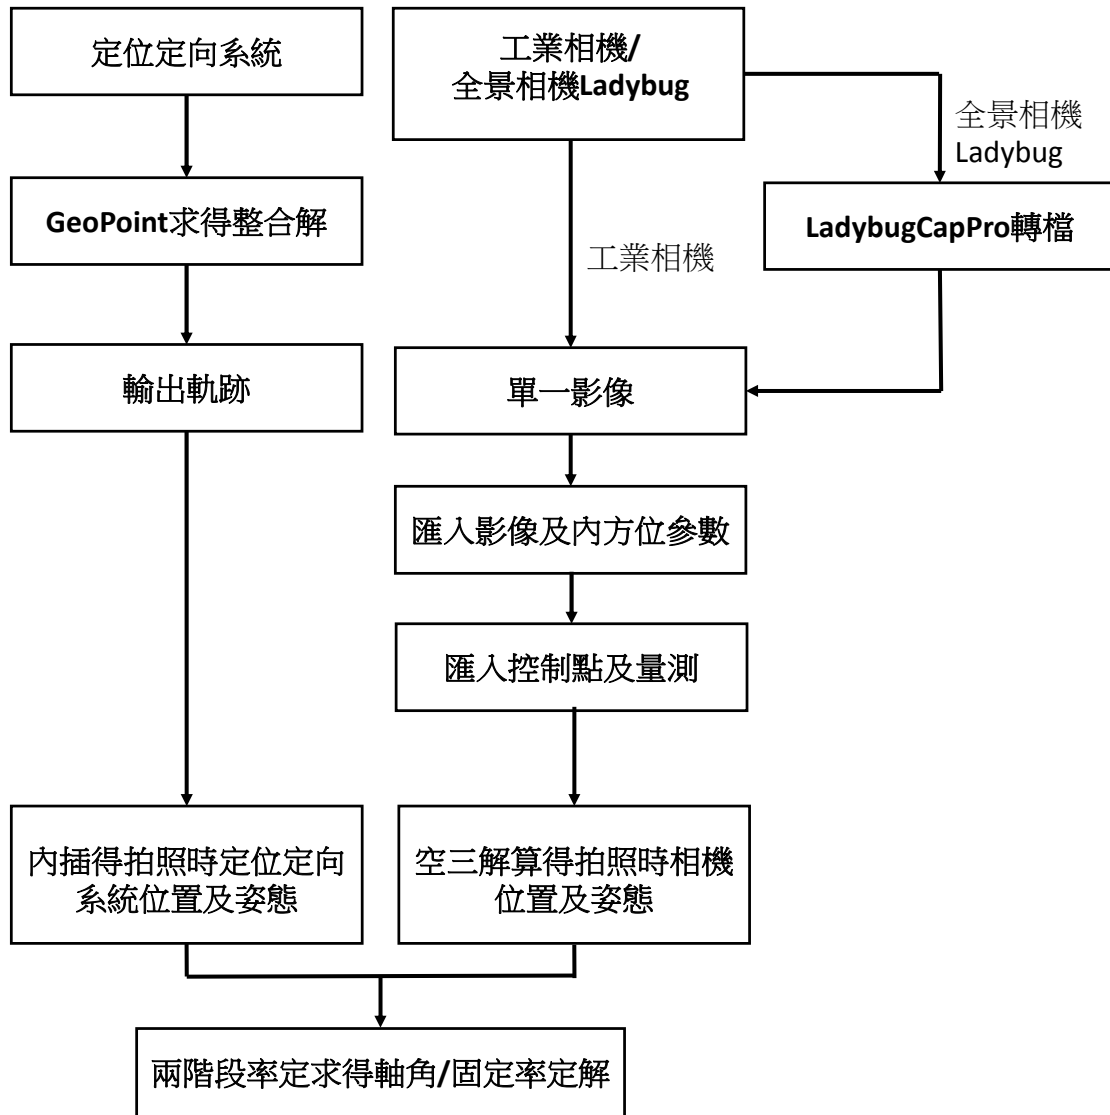 定位定向系統
GeoPoint求得整合解
輸出軌跡
內插得拍照時定位定向
系統位置及姿態
工業相機/
全景相機Ladybug
全景相機
Ladybug
LadybugCapPro轉檔
工業相機
單一影像
匯入影像及內方位參數
匯入控制點及量測
空三解算得拍照時相機
位置及姿態
兩階段率定求得軸角/固定率定解